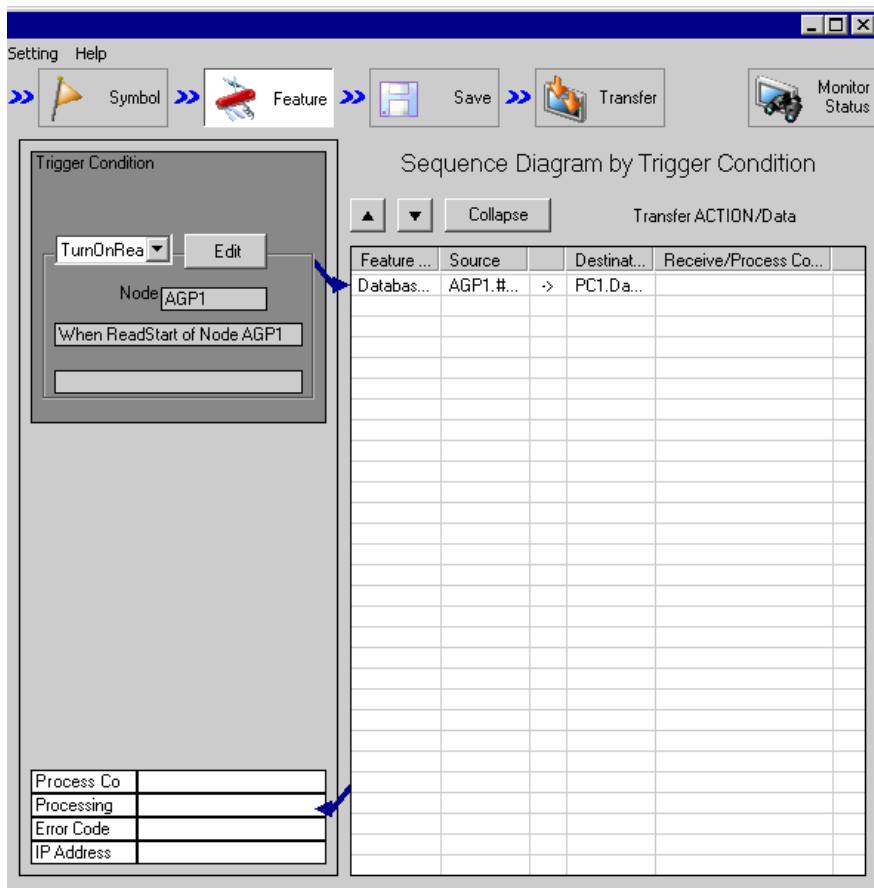 Setting Help
Symbol
Feature
Save
Transfer
Monitor Status
Trigger Condition
TurnOnRea
Edit
Node AGP1
When ReadStart of Node AGP1
Process Co
Processing
Error Code
IP Address
Sequence Diagram by Trigger Condition
Collapse
Transfer ACTION/Data
Feature ... Source Destinat... Receive/Process Co...
Databas... AGP1.#... -> PC1.Da...